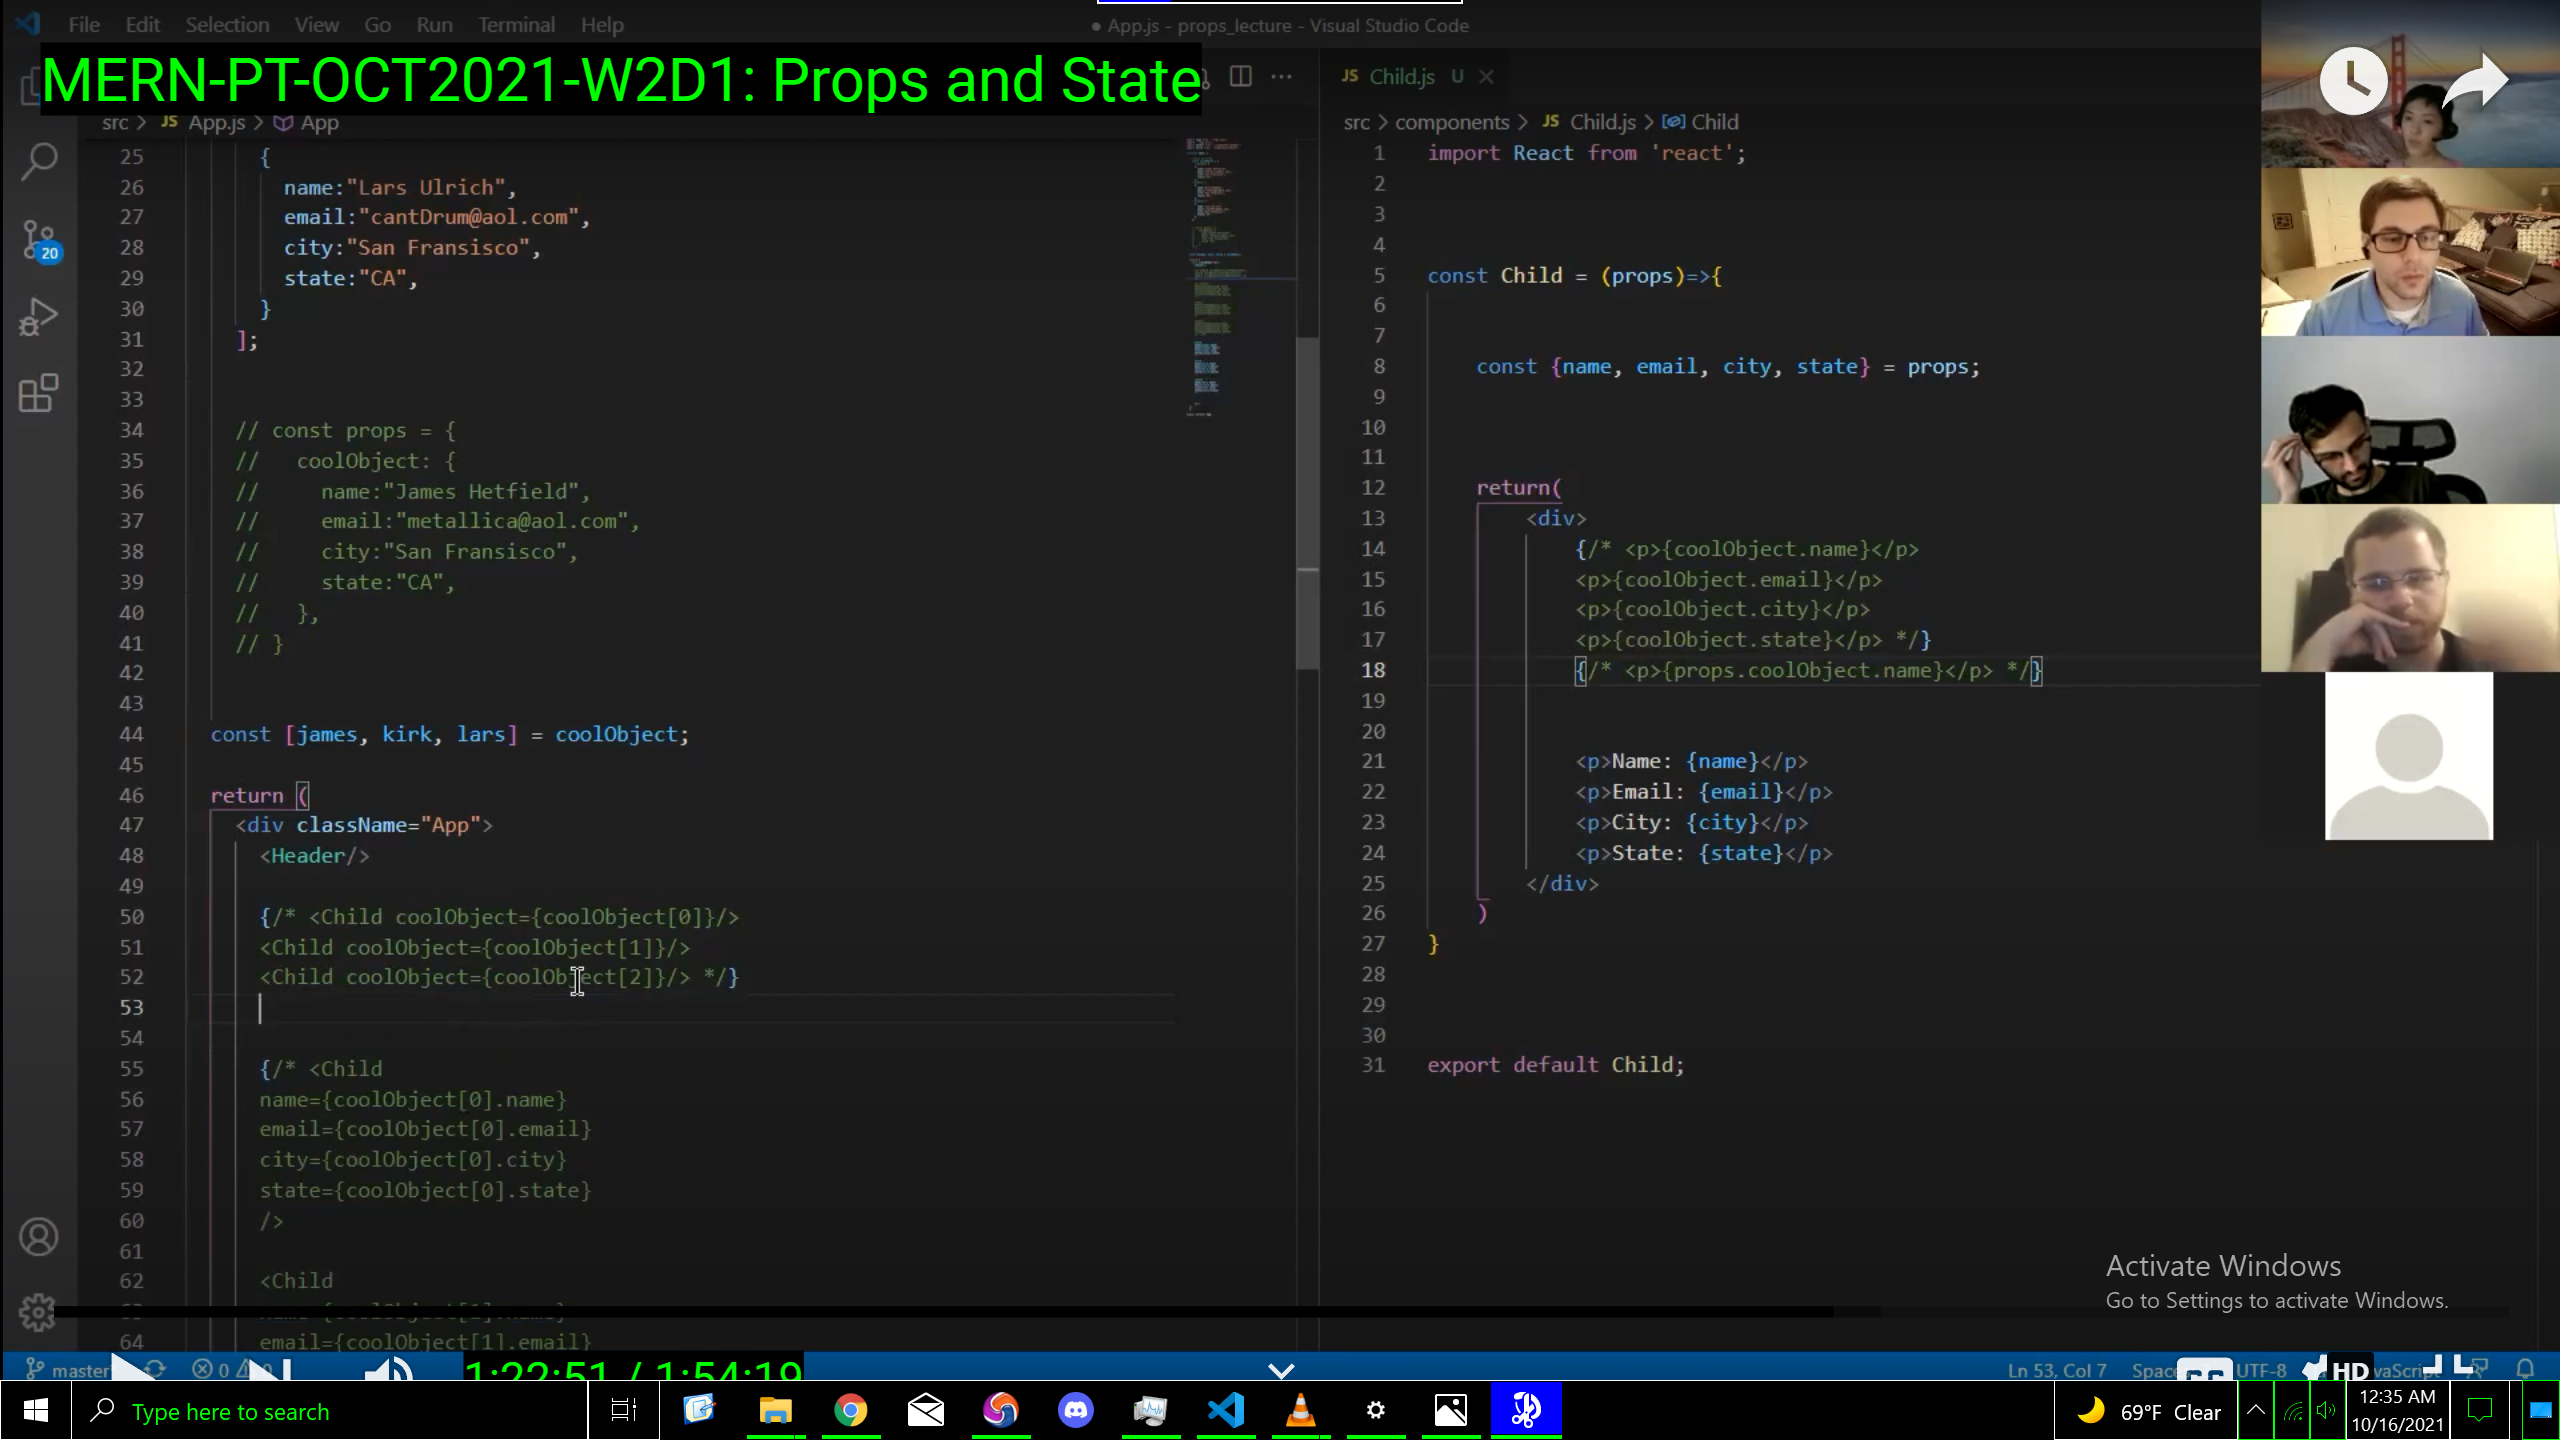 File Edit Selection View Go Run Terminal Help
● App.js - props_lecture - Visual Studio Code
MERN-PT-OCT2021-W2D1: Props and State
src > JS App.js > App
25 {
26 name:"Lars Ulrich",
27 email:"cantDrum@aol.com",
28 city:"San Fransisco",
29 state:"CA",
30 }
31 ];
32
33
34 // const props = {
35 //   coolObject: {
36 //     name:"James Hetfield",
37 //     email:"metallica@aol.com",
38 //     city:"San Fransisco",
39 //     state:"CA",
40 //   },
41 // }
42
43
44 const [james, kirk, lars] = coolObject;
45
46 return (
47 <div className="App">
48 <Header/>
49
50 {/* <Child coolObject={coolObject[0]}/>
51 <Child coolObject={coolObject[1]}/>
52 <Child coolObject={coolObject[2]}/> */}
53
54
55 {/* <Child
56 name={coolObject[0].name}
57 email={coolObject[0].email}
58 city={coolObject[0].city}
59 state={coolObject[0].state}
60 />
61
62 <Child
64 email={coolObject[1].email}
JS Child.js U
src > components > JS Child.js > Child
1 import React from 'react';
2
3
4
5 const Child = (props)=>{
6
7
8 const {name, email, city, state} = props;
9
10
11
12 return(
13 <div>
14 {/* <p>{coolObject.name}</p>
15 <p>{coolObject.email}</p>
16 <p>{coolObject.city}</p>
17 <p>{coolObject.state}</p> */}
18 {/* <p>{props.coolObject.name}</p> */}
19
20
21 <p>Name: {name}</p>
22 <p>Email: {email}</p>
23 <p>City: {city}</p>
24 <p>State: {state}</p>
25 </div>
26 )
27 }
28
29
30
31 export default Child;
20
Activate Windows
Go to Settings to activate Windows.
master 0
1:22:51 / 1:54:19
Ln 53, Col 7 UTF-8 HD
Type here to search
69°F Clear
12:35 AM
10/16/2021